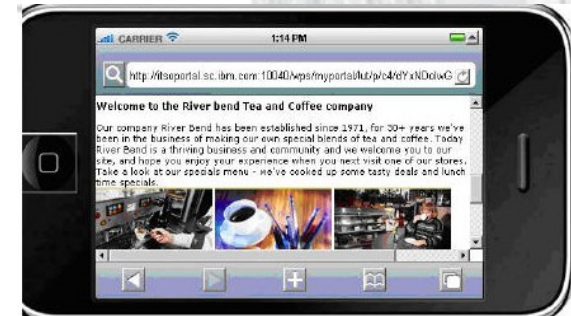 CARRIER 1:14 PM
http://itsoportal.sc.ibm.com:10040/wps/myportal/!ut/p/c4/dYxNDolwG
Welcome to the River bend Tea and Coffee company
Our company River Bend has been established since 1971, for 30+ years we've
been in the business of making our own special blends of tea and coffee. Today
River Bend is a thriving business and community and we welcome you to our
site, and hope you enjoy your experience when you next visit one of our stores.
Take a look at our specials menu - we've cooked up some tasty deals and lunch
time specials.